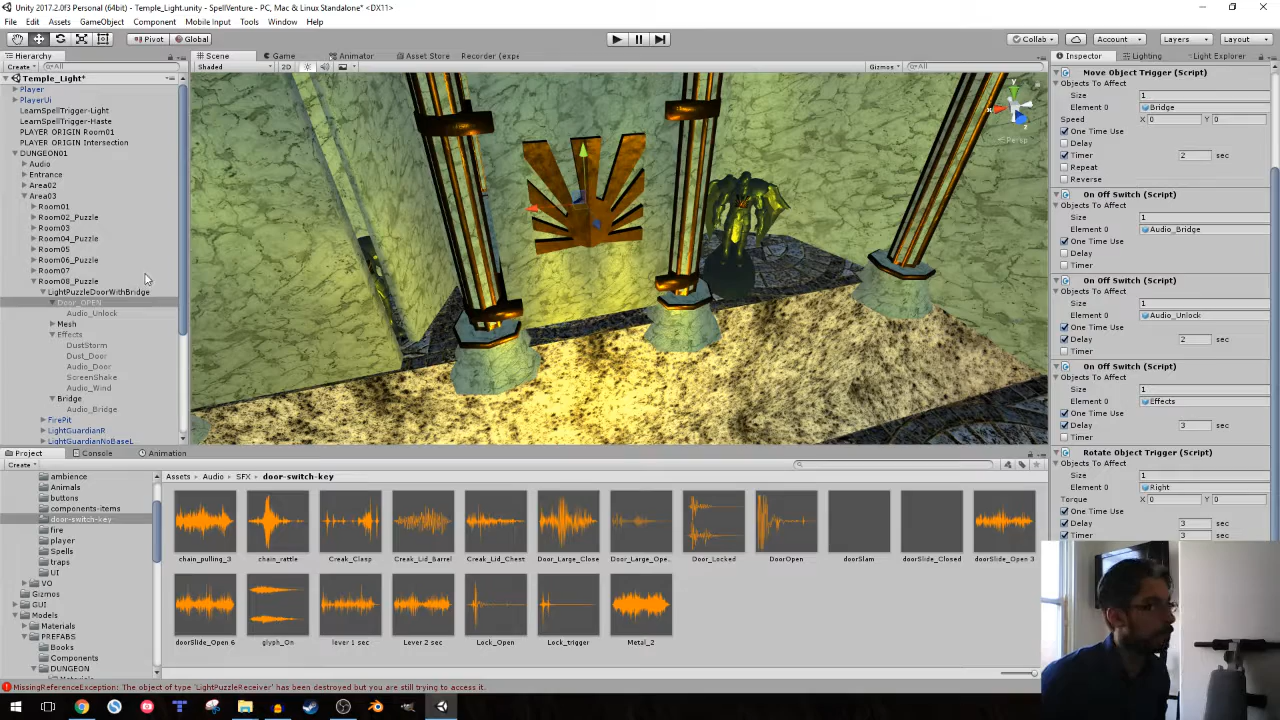 Unity 2017.2.0f3 Personal (64bit) - Temple_Light.unity - SpellVenture - PC, Mac & Linux Standalone* <DX11>
File Edit Assets GameObject Component Mobile Input Tools Window Help
Pivot Global Collab Account Layers Layout
Hierarchy
Create All
Temple_Light*
Player
PlayerUi
LearnSpellTrigger-Light
LearnSpellTrigger-Haste
PLAYER ORIGIN Room01
PLAYER ORIGIN Intersection
DUNGEON01
Audio
Entrance
Area02
Area03
Room01
Room02_Puzzle
Room03
Room04_Puzzle
Room05
Room06_Puzzle
Room07
Room08_Puzzle
LightPuzzleDoorWithBridge
Door_OPEN
Audio_Unlock
Mesh
Effects
DustStorm
Dust_Door
Audio_Door
ScreenShake
Audio_Wind
Bridge
Audio_Bridge
FirePit
LightGuardianR
LightGuardianNoBaseL
Scene Game Animator Asset Store Recorder (expe
Shaded 2D Gizmos All
y
x
z
Persp
Inspector Lighting Light Explorer
Move Object Trigger (Script)
Objects To Affect
Size 1
Element 0 Bridge
Speed X 0 Y 0
One Time Use
Delay
Timer 2 sec
Repeat
Reverse
On Off Switch (Script)
Objects To Affect
Size 1
Element 0 Audio_Bridge
One Time Use
Delay
Timer
On Off Switch (Script)
Objects To Affect
Size 1
Element 0 Audio_Unlock
One Time Use
Delay 2 sec
Timer
On Off Switch (Script)
Objects To Affect
Size 1
Element 0 Effects
One Time Use
Delay 3 sec
Timer
Rotate Object Trigger (Script)
Objects To Affect
Size 1
Element 0 Right
Torque X 0 Y 0
One Time Use
Delay 3 sec
Timer 3 sec
Project Console Animation
Create
ambience
Animals
buttons
components-items
door-switch-key
fire
player
Spells
traps
UI
VO
Gizmos
GUI
Models
Materials
PREFABS
Books
Components
DUNGEON
Assets Audio SFX door-switch-key
chain_pulling_3 chain_rattle Creak_Clasp Creak_Lid_Barrel Creak_Lid_Chest Door_Large_Close Door_Large_Ope.. Door_Locked DoorOpen doorSlam doorSlide_Closed doorSlide_Open 3
doorSlide_Open 6 glyph_On lever 1 sec Lever 2 sec Lock_Open Lock_trigger Metal_2
MissingReferenceException: The object of type 'LightPuzzleReceiver' has been destroyed but you are still trying to access it.